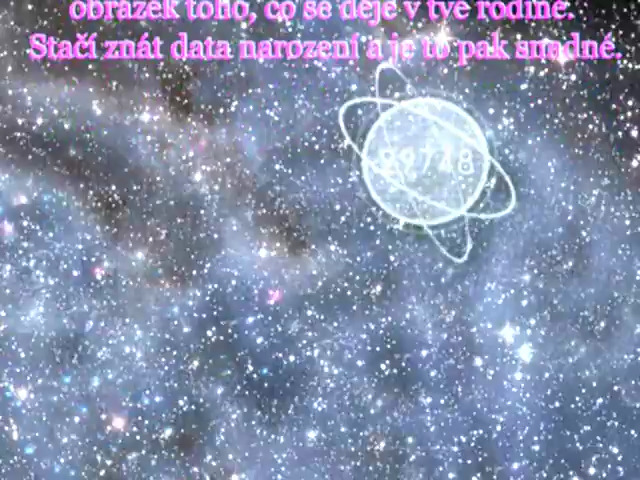 obrázek toho, co se děje v tvé rodině.
Stačí znát data narození a je to pak snadné.